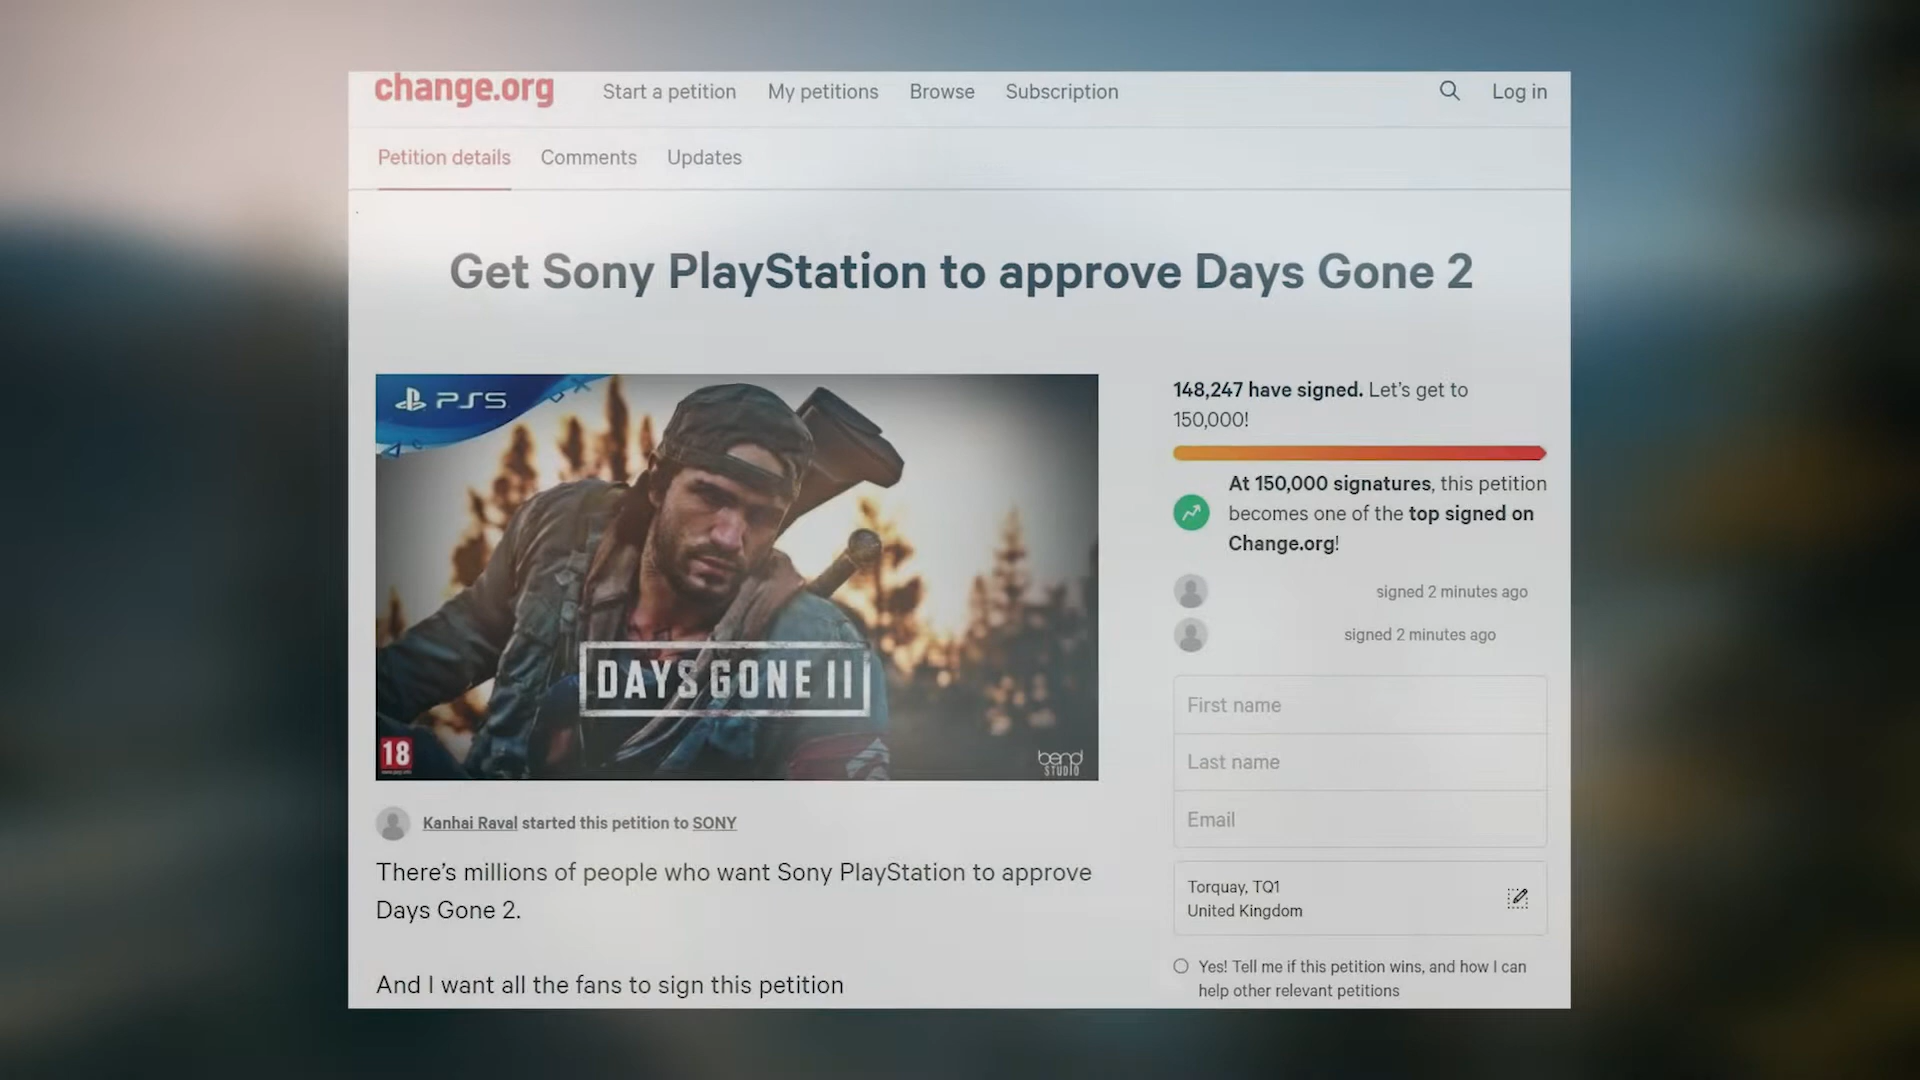 change.org Start a petition My petitions Browse Subscription Log in
Petition details Comments Updates
Get Sony PlayStation to approve Days Gone 2
PS5
DAYS GONE II
18
bend
STUDIO
Kanhai Raval started this petition to SONY
There's millions of people who want Sony PlayStation to approve
Days Gone 2.
And I want all the fans to sign this petition
148,247 have signed. Let's get to
150,000!
At 150,000 signatures, this petition
becomes one of the top signed on
Change.org!
signed 2 minutes ago
signed 2 minutes ago
First name
Last name
Email
Torquay, TQ1
United Kingdom
Yes! Tell me if this petition wins, and how I can
help other relevant petitions